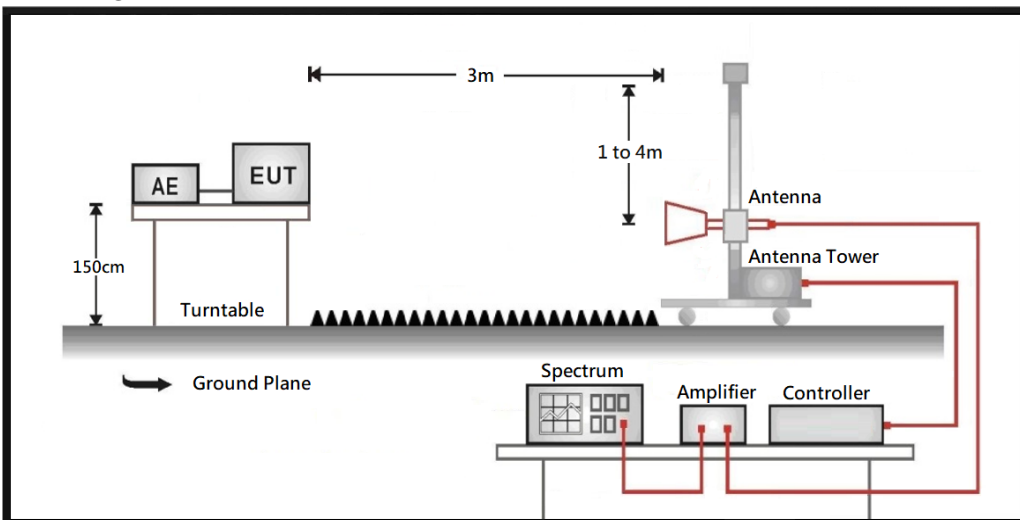 3m
1 to 4m
AE
EUT
Antenna
150cm
Antenna Tower
Turntable
Ground Plane
Spectrum
Amplifier
Controller